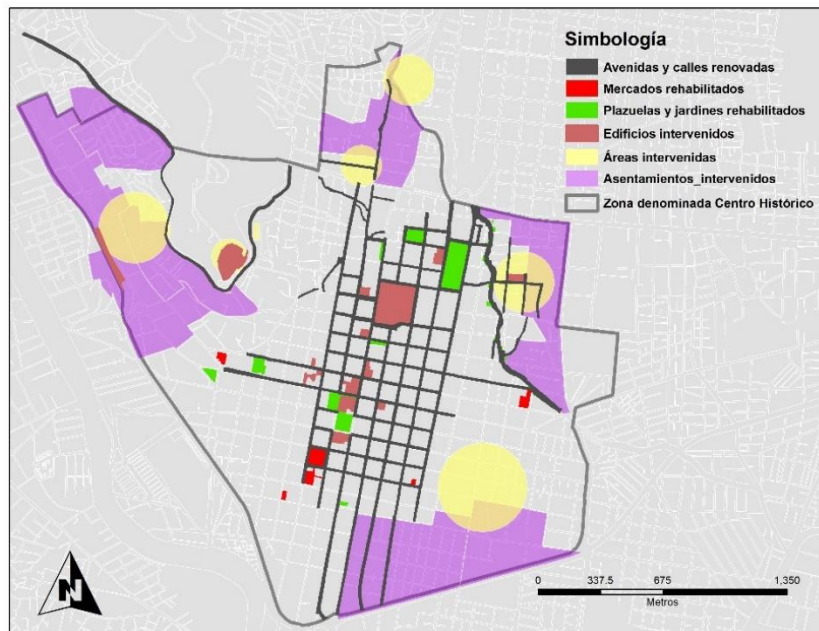 Simbología
Avenidas y calles renovadas
Mercados rehabilitados
Plazuelas y jardines rehabilitados
Edificios intervenidos
Áreas intervenidas
Asentamientos_intervenidos
Zona denominada Centro Histórico
N
0 337.5 675 1,350
Metros